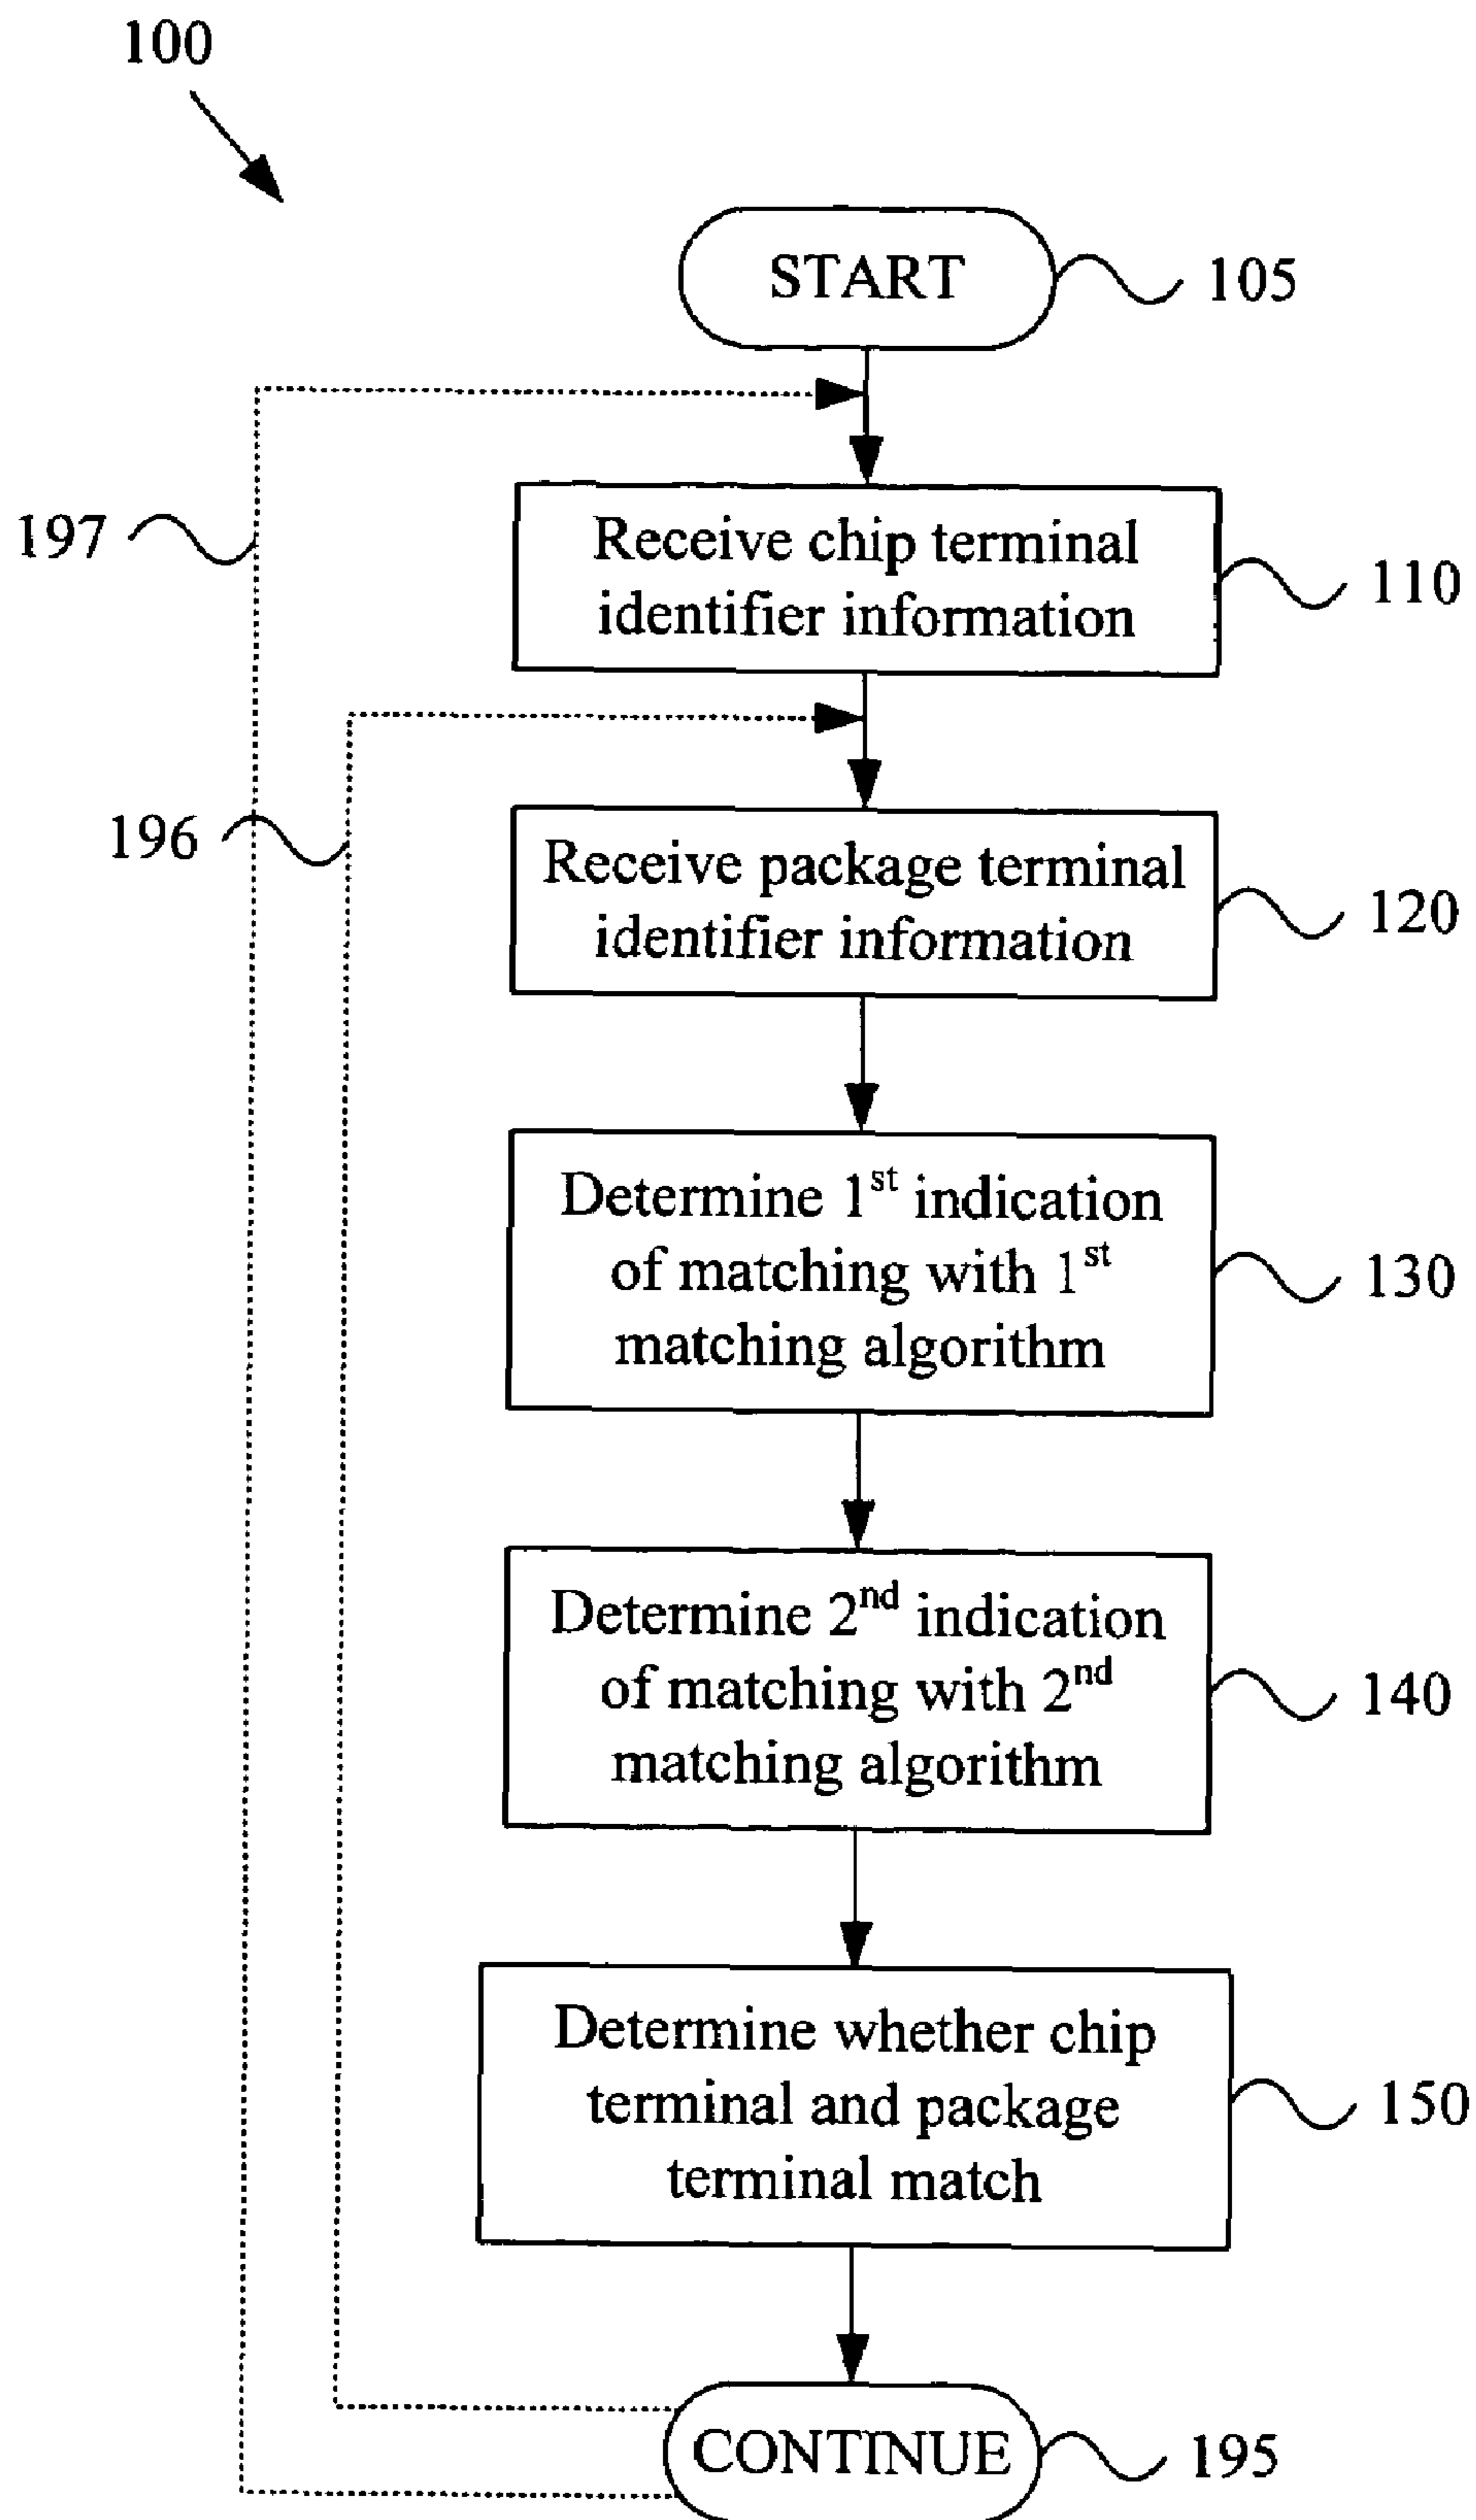 100
START
105
197
Receive chip terminal
identifier information
110
196
Receive package terminal
identifier information
120
Determine 1st indication
of matching with 1st
matching algorithm
130
Determine 2nd indication
of matching with 2nd
matching algorithm
140
Determine whether chip
terminal and package
terminal match
150
CONTINUE
195